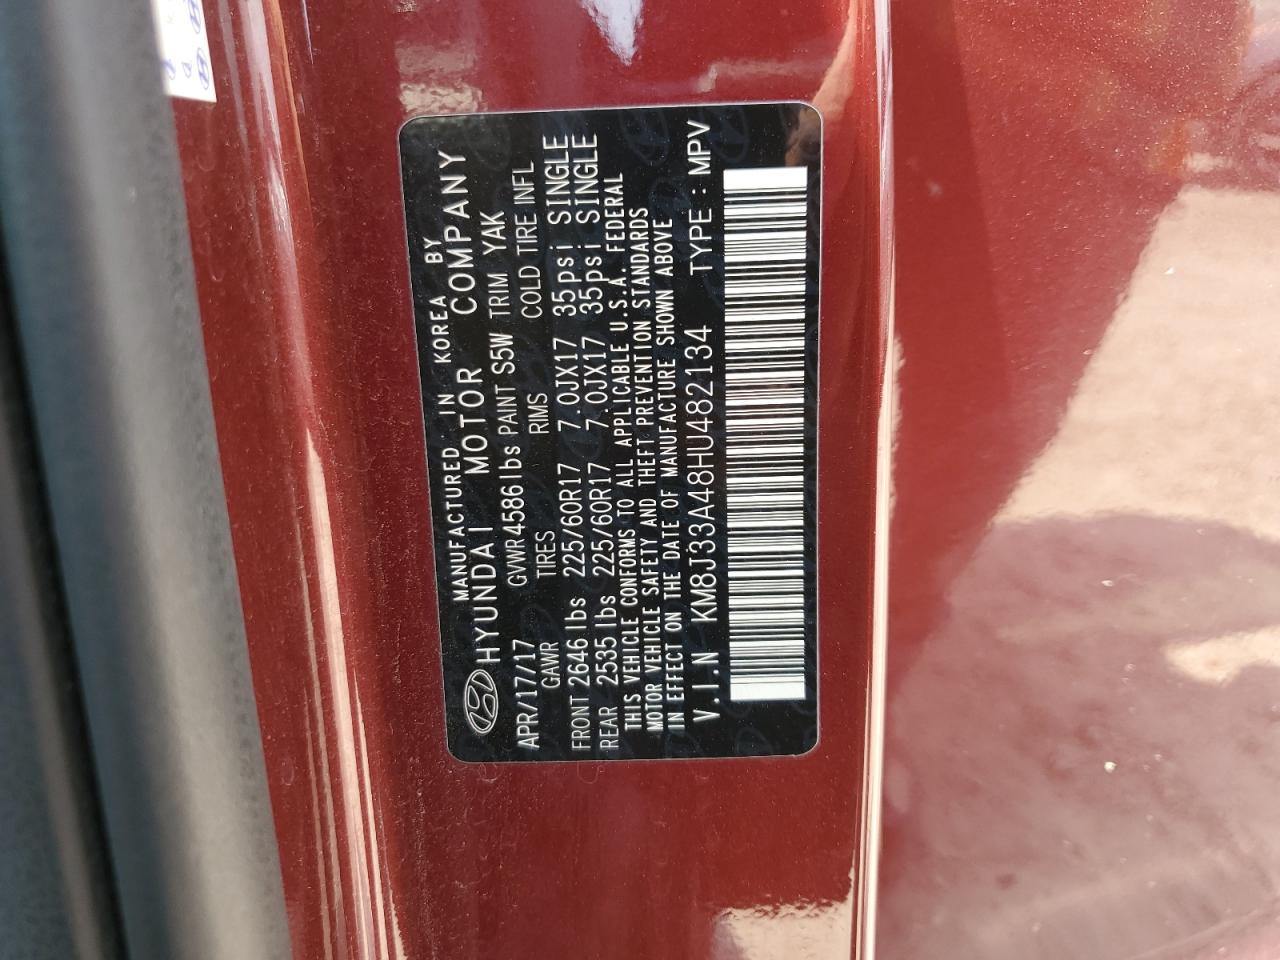 MANUFACTURED IN KOREA BY
HYUNDAI MOTOR COMPANY
APR/17/17 GVWR 4586lbs PAINT S5W TRIM YAK
GAWR TIRES RIMS COLD TIRE INFL
FRONT 2646 lbs 225/60R17 7.0JX17 35psi SINGLE
REAR 2535 lbs 225/60R17 7.0JX17 35psi SINGLE
THIS VEHICLE CONFORMS TO ALL APPLICABLE U.S.A. FEDERAL
MOTOR VEHICLE SAFETY AND THEFT PREVENTION STANDARDS
IN EFFECT ON THE DATE OF MANUFACTURE SHOWN ABOVE
V.I.N KM8J33A48HU482134 TYPE : MPV